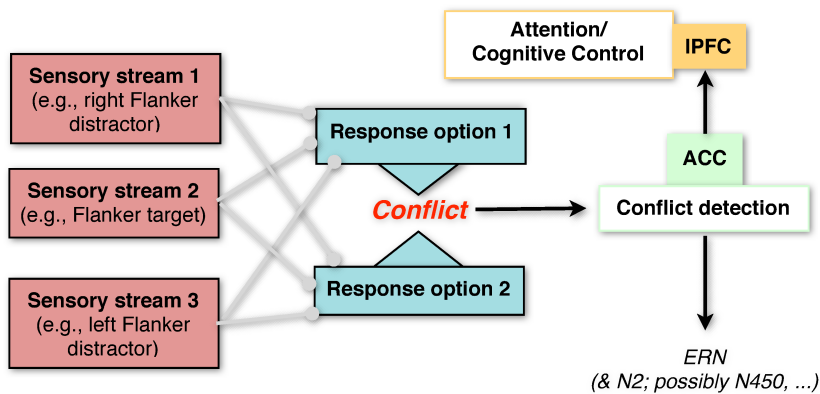 Attention/
Cognitive Control
lPFC
Sensory stream 1
(e.g., right Flanker
distractor)
Response option 1
ACC
Sensory stream 2
(e.g., Flanker target)
Conflict
Conflict detection
Response option 2
Sensory stream 3
(e.g., left Flanker
distractor)
ERN
(& N2; possibly N450, ...)